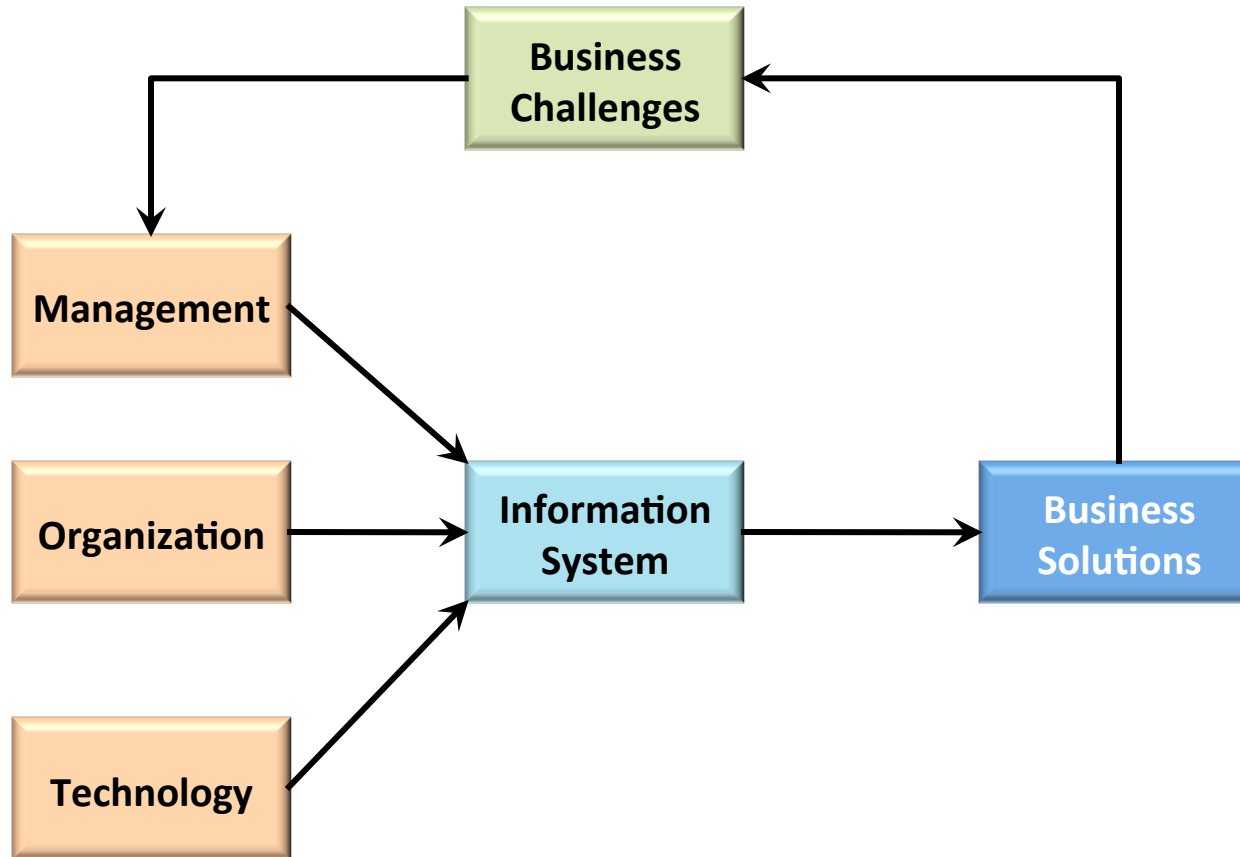 Business
Challenges
Management
Organization
Information
System
Business
Solutions
Technology